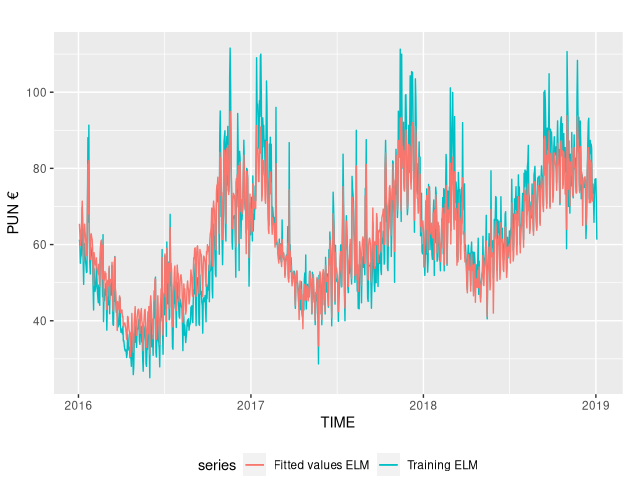 PUN €
100
80
60
40
2016
2017
2018
2019
TIME
series
Fitted values ELM
Training ELM